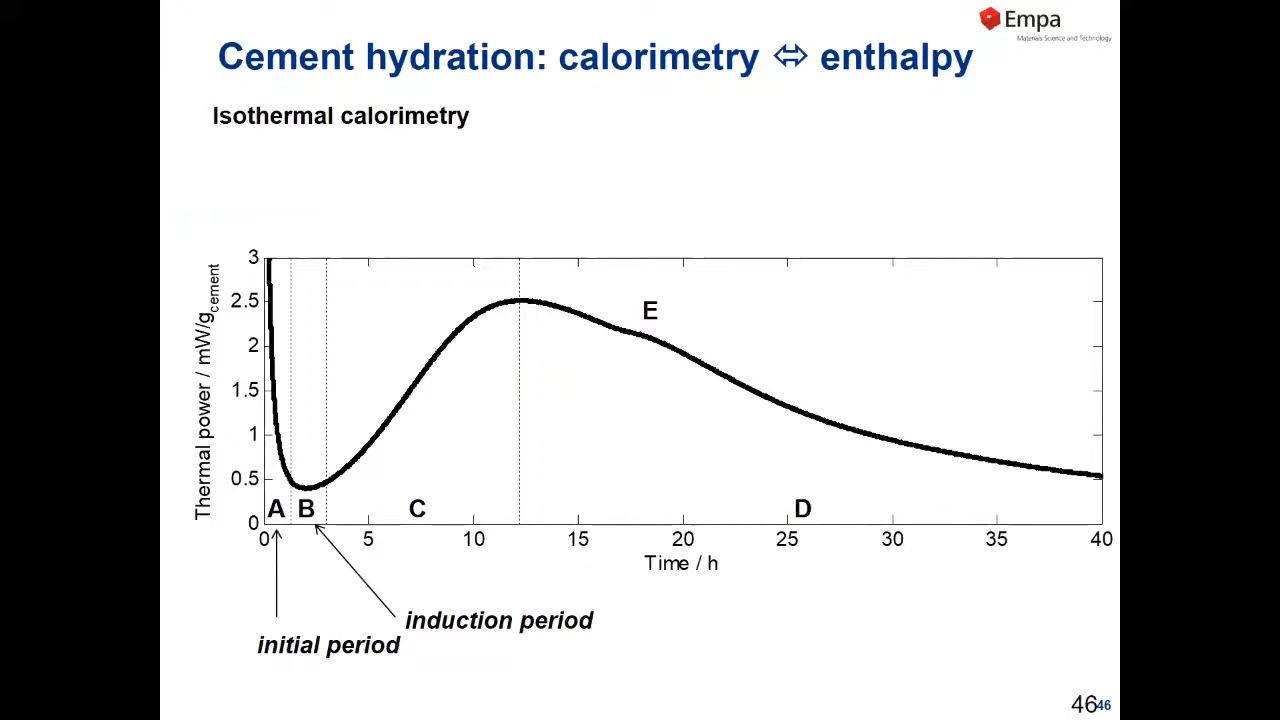 Empa
Materials Science and Technology
Cement hydration: calorimetry ⇔ enthalpy
Isothermal calorimetry
Thermal power / mW/gcement
3
2.5
2
1.5
1
0.5
0
E
A B C D
0 5 10 15 20 25 30 35 40
Time / h
induction period
initial period
46 46